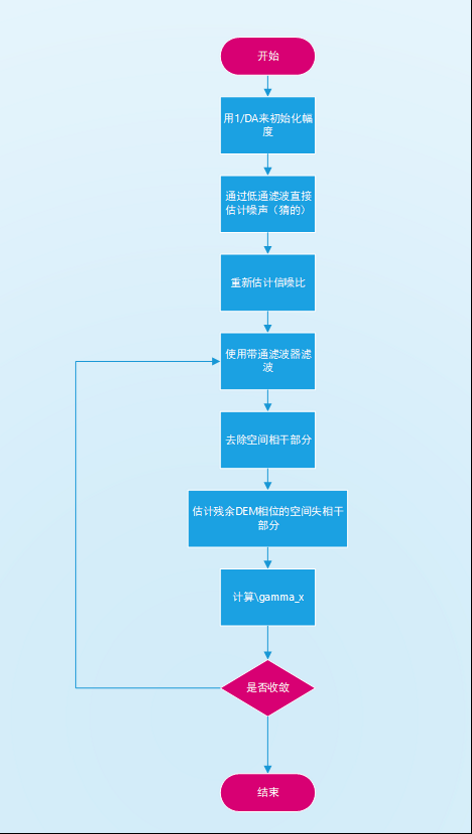 开始
用1/DA来初始化幅
度
通过低通滤波直接
估计噪声（猜的）
重新估计信噪比
使用带通滤波器滤
波
去除空间相干部分
估计残余DEM相位的空间失相干
部分
计算\gamma_x
是否收敛
结束